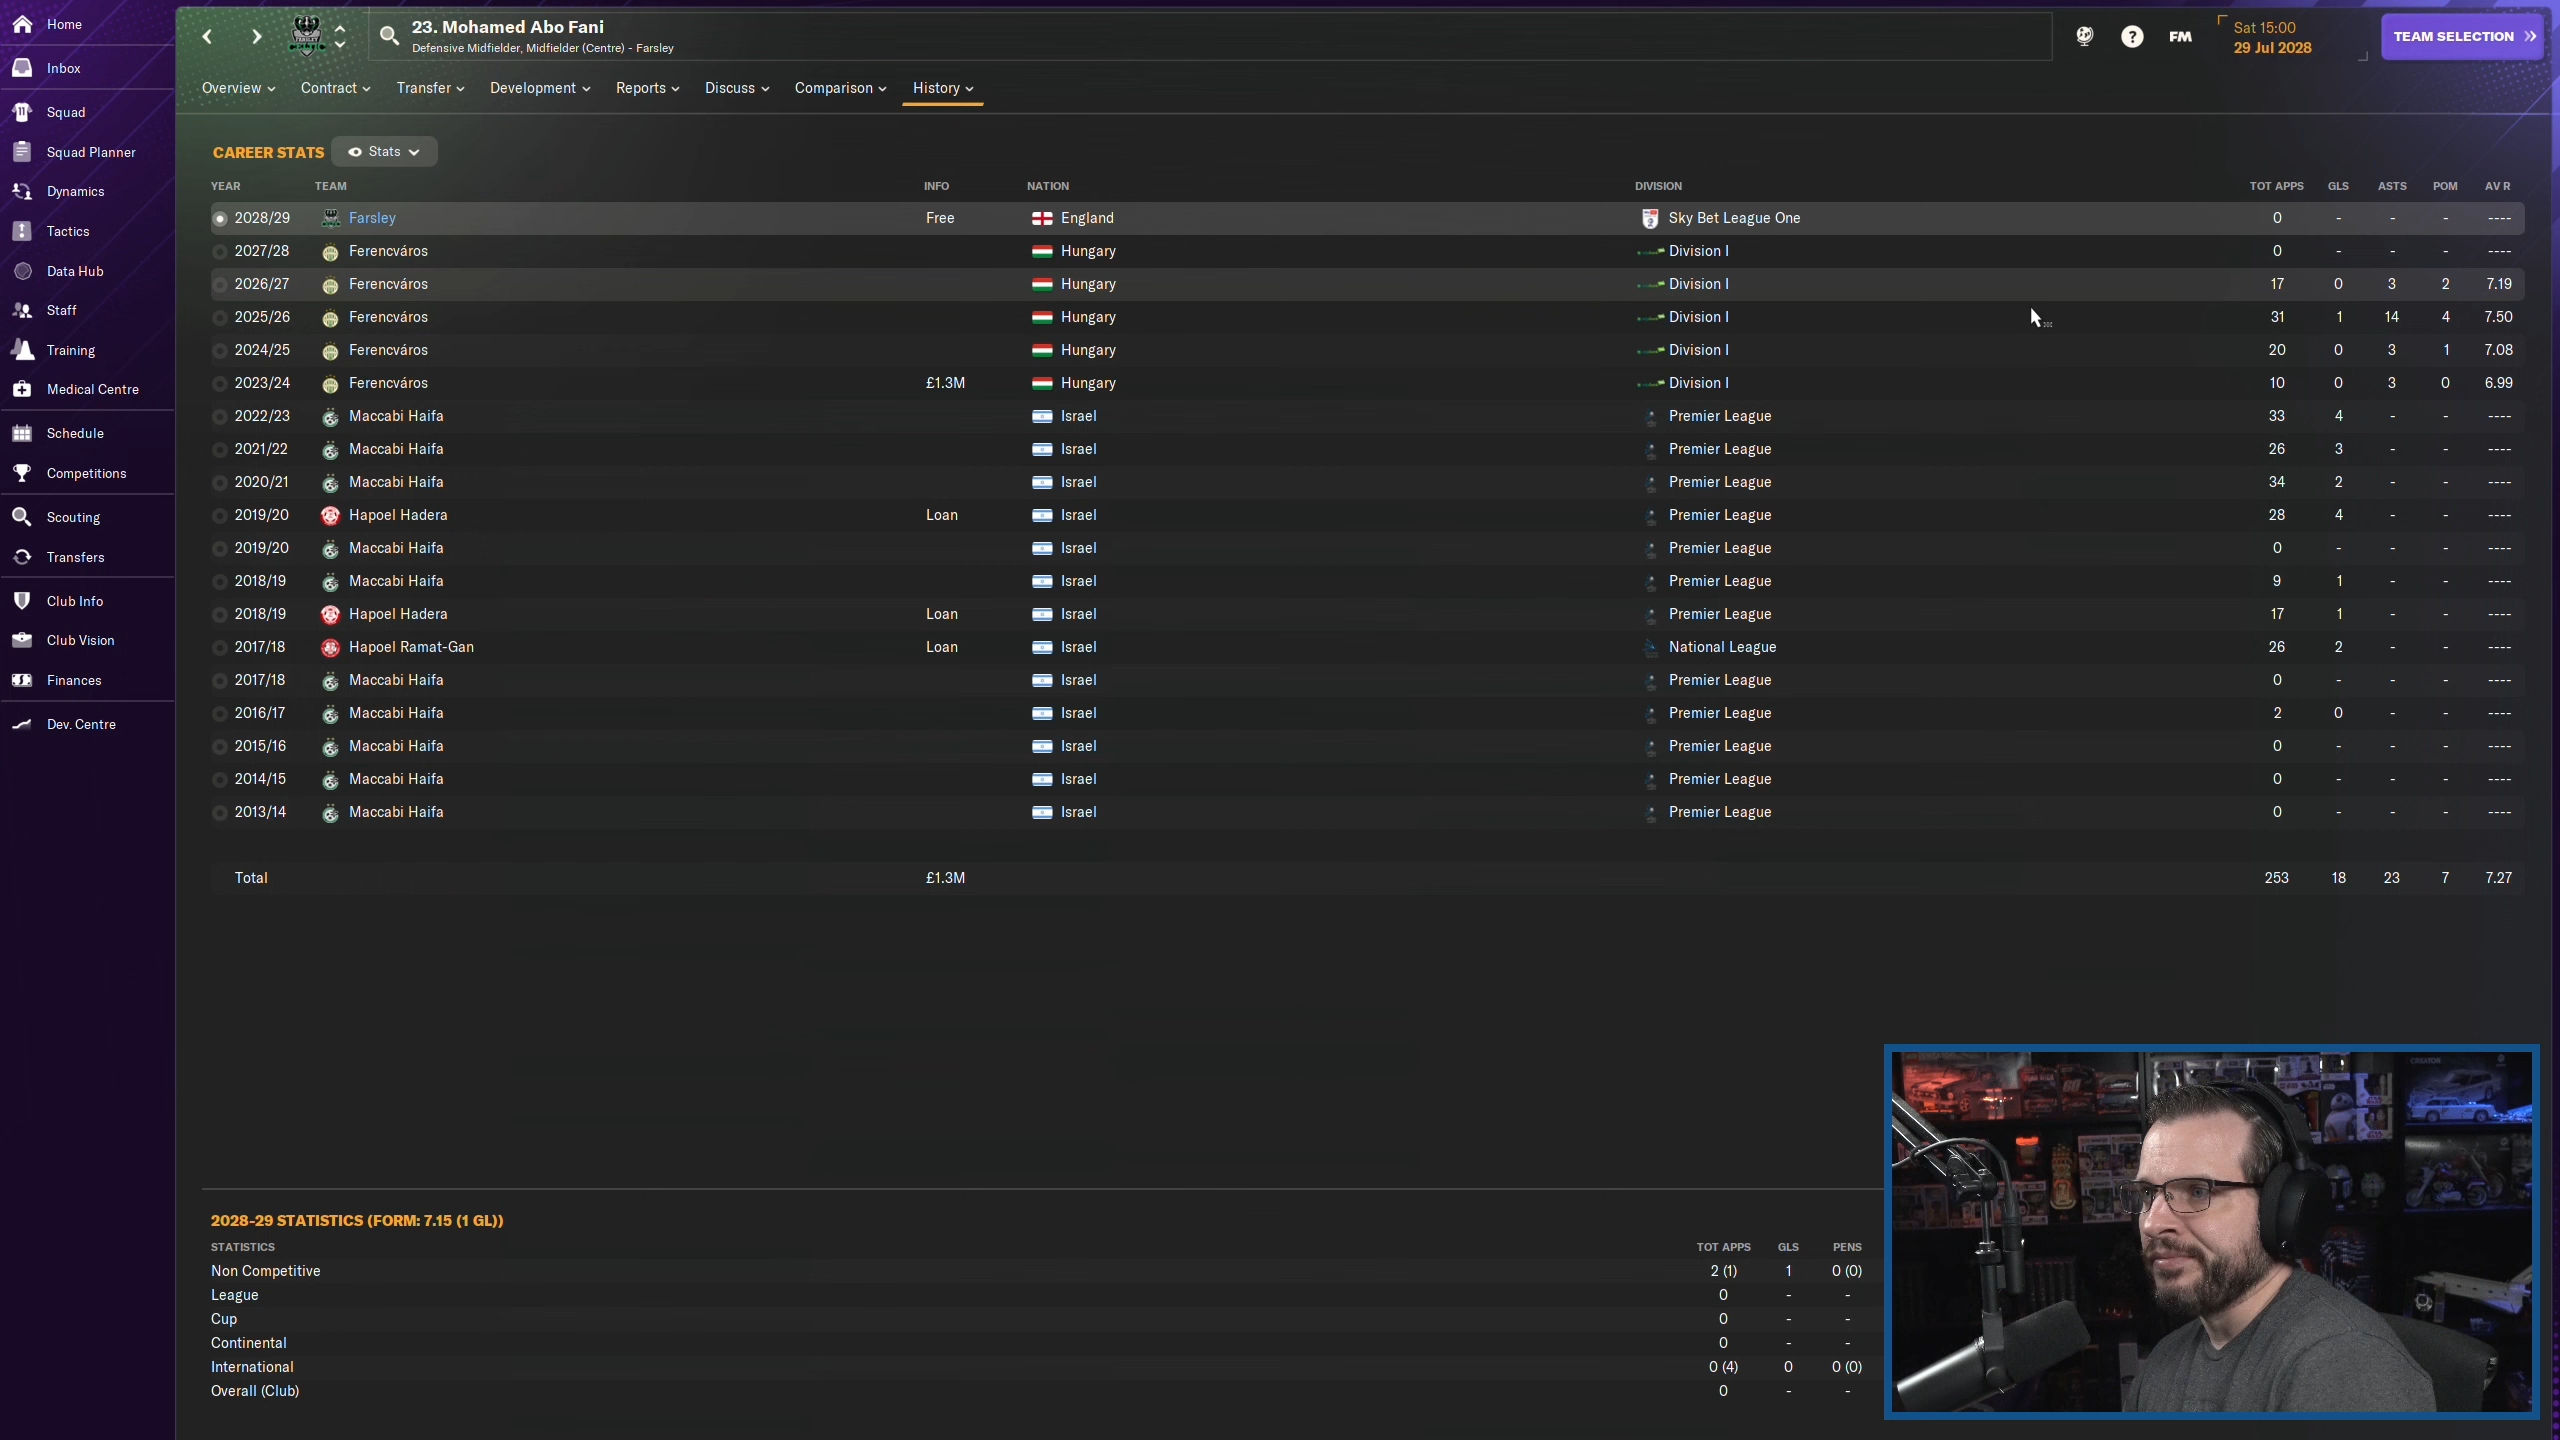 Home
Inbox
Squad
Squad Planner
Dynamics
Tactics
Data Hub
Staff
Training
Medical Centre
Schedule
Competitions
Scouting
Transfers
Club Info
Club Vision
Finances
Dev. Centre
23. Mohamed Abo Fani
Defensive Midfielder, Midfielder (Centre) - Farsley
FM
Sat 15:00
29 Jul 2028
TEAM SELECTION
Overview Contract Transfer Development Reports Discuss Comparison History
CAREER STATS Stats
YEAR TEAM INFO NATION DIVISION TOT APPS GLS ASTS POM AV R
2028/29 Farsley Free England Sky Bet League One 0 - - - ----
2027/28 Ferencváros Hungary Division I 0 - - - ----
2026/27 Ferencváros Hungary Division I 17 0 3 2 7.19
2025/26 Ferencváros Hungary Division I 31 1 14 4 7.50
2024/25 Ferencváros Hungary Division I 20 0 3 1 7.08
2023/24 Ferencváros £1.3M Hungary Division I 10 0 3 0 6.99
2022/23 Maccabi Haifa Israel Premier League 33 4 - - ----
2021/22 Maccabi Haifa Israel Premier League 26 3 - - ----
2020/21 Maccabi Haifa Israel Premier League 34 2 - - ----
2019/20 Hapoel Hadera Loan Israel Premier League 28 4 - - ----
2019/20 Maccabi Haifa Israel Premier League 0 - - - ----
2018/19 Maccabi Haifa Israel Premier League 9 1 - - ----
2018/19 Hapoel Hadera Loan Israel Premier League 17 1 - - ----
2017/18 Hapoel Ramat-Gan Loan Israel National League 26 2 - - ----
2017/18 Maccabi Haifa Israel Premier League 0 - - - ----
2016/17 Maccabi Haifa Israel Premier League 2 0 - - ----
2015/16 Maccabi Haifa Israel Premier League 0 - - - ----
2014/15 Maccabi Haifa Israel Premier League 0 - - - ----
2013/14 Maccabi Haifa Israel Premier League 0 - - - ----
Total £1.3M 253 18 23 7 7.27
2028-29 STATISTICS (FORM: 7.15 (1 GL))
STATISTICS TOT APPS GLS PENS
Non Competitive 2 (1) 1 0 (0)
League 0 - -
Cup 0 - -
Continental 0 - -
International 0 (4) 0 0 (0)
Overall (Club) 0 - -